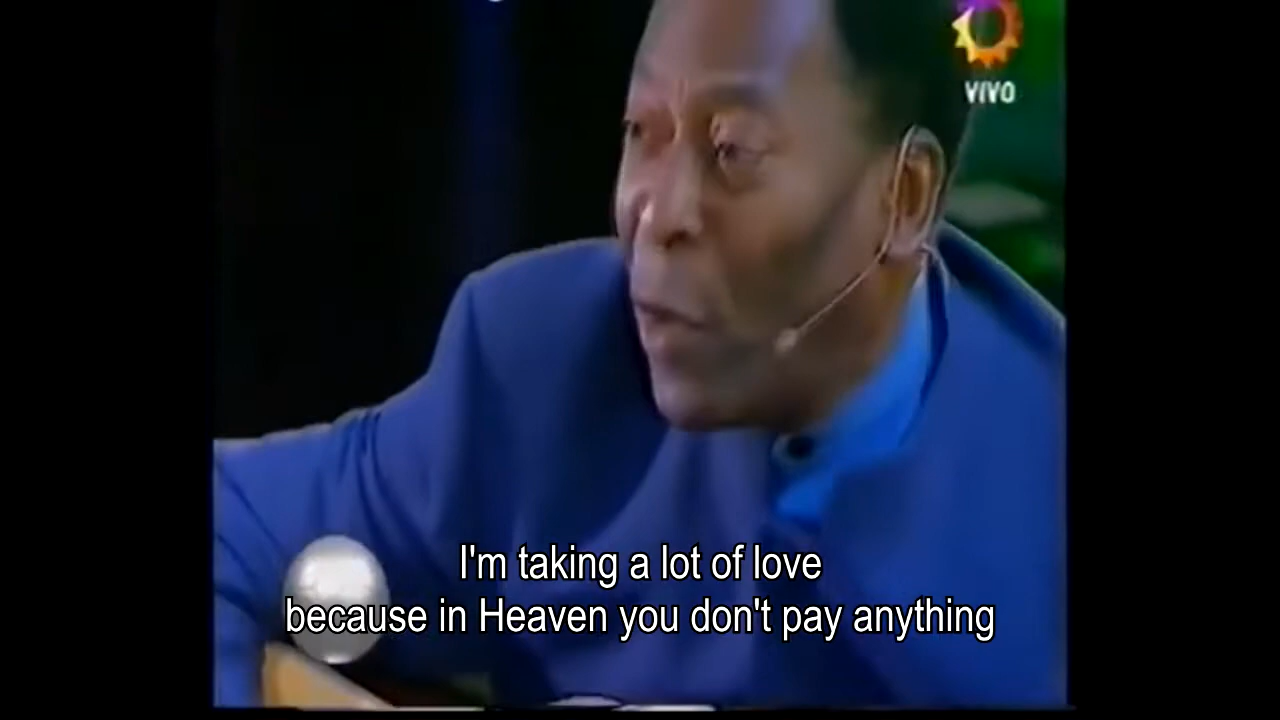 VIVO
I'm taking a lot of love
because in Heaven you don't pay anything